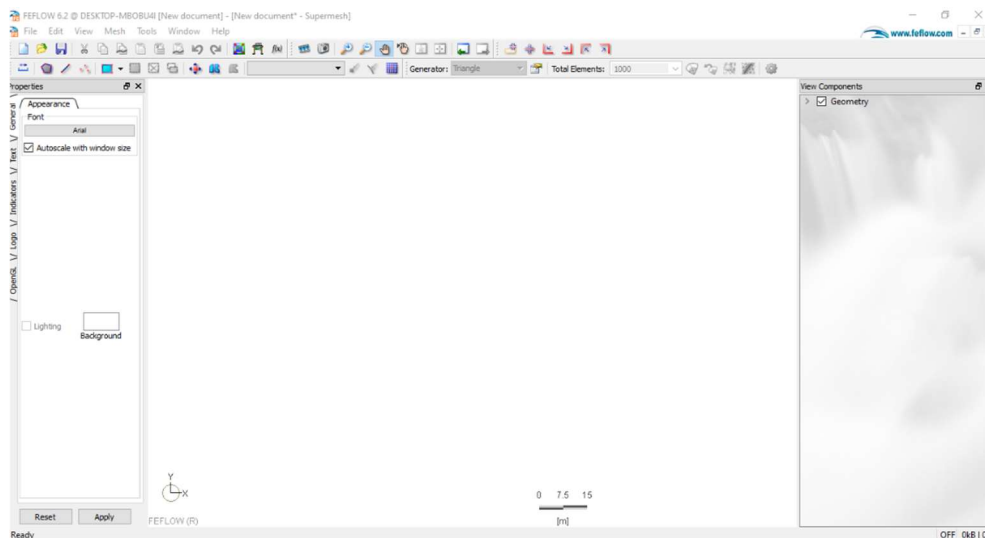 FEFLOW 6.2 @ DESKTOP-MBOBU4I [New document] - [New document* - Supermesh]
File Edit View Mesh Tools Window Help
www.feflow.com
Generator: Triangle
Total Elements: 1000
Properties
View Components
Appearance
Geometry
General
Text
Indicators
Logo
OpenGL
Font
Arial
Autoscale with window size
Lighting
Background
Y
X
0 7.5 15
[m]
Reset Apply
FEFLOW (R)
Ready
OFF 0kB | 0